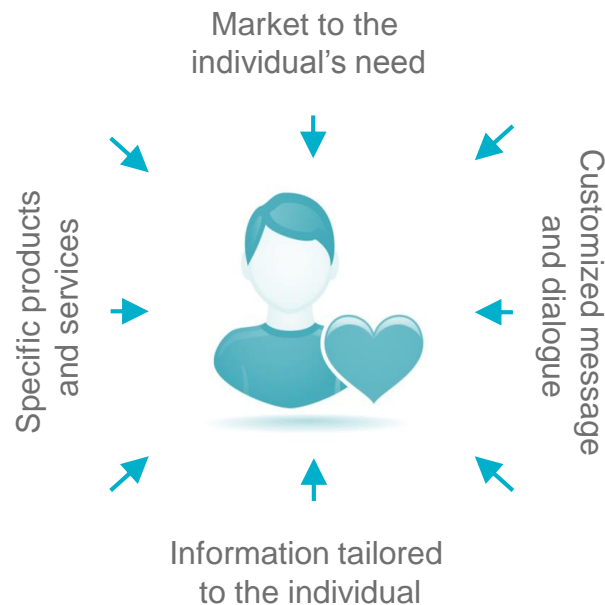 Market to the
individual's need
Specific products
and services
Customized message
and dialogue
Information tailored
to the individual